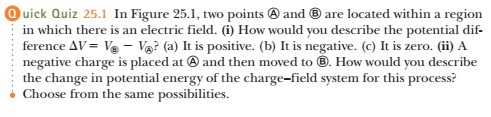 Quick Quiz 25.1 In Figure 25.1, two points Ⓐ and Ⓑ are located within a region
in which there is an electric field. (i) How would you describe the potential dif-
ference ΔV = VⒷ − VⒶ? (a) It is positive. (b) It is negative. (c) It is zero. (ii) A
negative charge is placed at Ⓐ and then moved to Ⓑ. How would you describe
the change in potential energy of the charge–field system for this process?
Choose from the same possibilities.